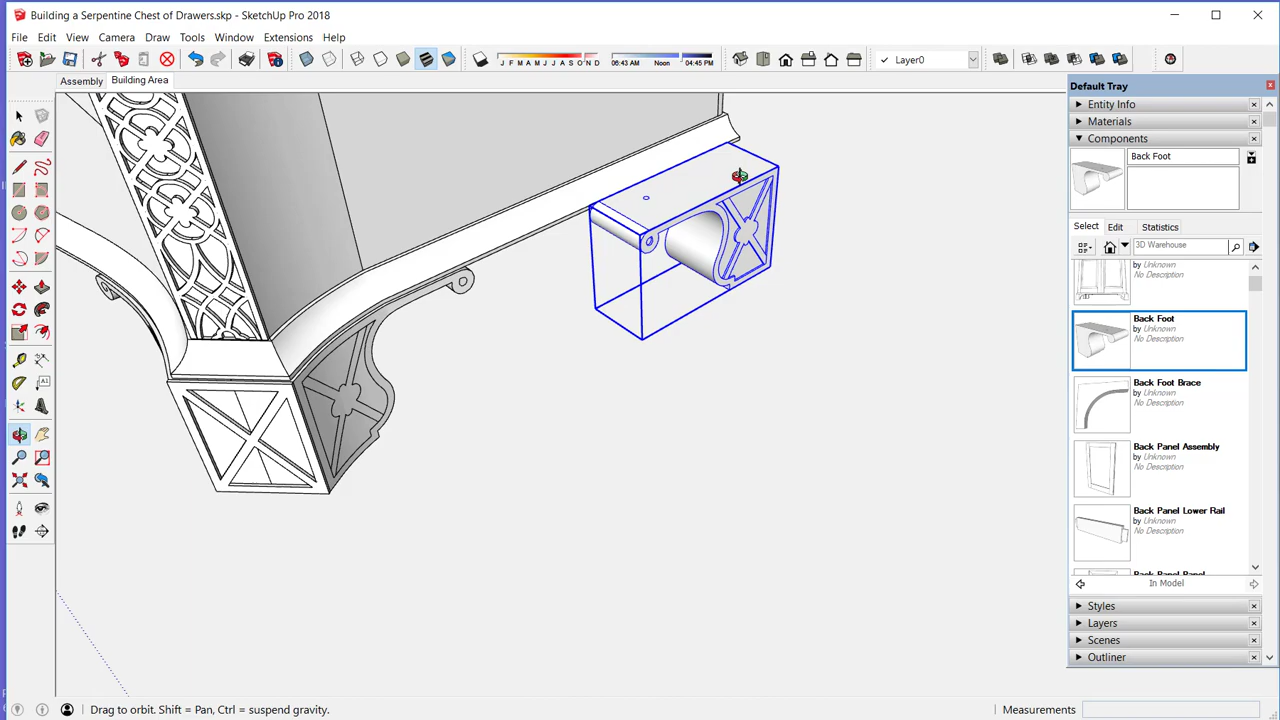 Building a Serpentine Chest of Drawers.skp - SketchUp Pro 2018
File Edit View Camera Draw Tools Window Extensions Help
J F M A M J J A S O N D
06:43 AM Noon 04:45 PM
Layer0
Assembly Building Area
Default Tray
Entity Info
Materials
Components
Back Foot
Select Edit Statistics
3D Warehouse
by Unknown
No Description
Back Foot
by Unknown
No Description
Back Foot Brace
by Unknown
No Description
Back Panel Assembly
by Unknown
No Description
Back Panel Lower Rail
by Unknown
No Description
Back Panel Panel
In Model
Styles
Layers
Scenes
Outliner
Drag to orbit. Shift = Pan, Ctrl = suspend gravity.
Measurements